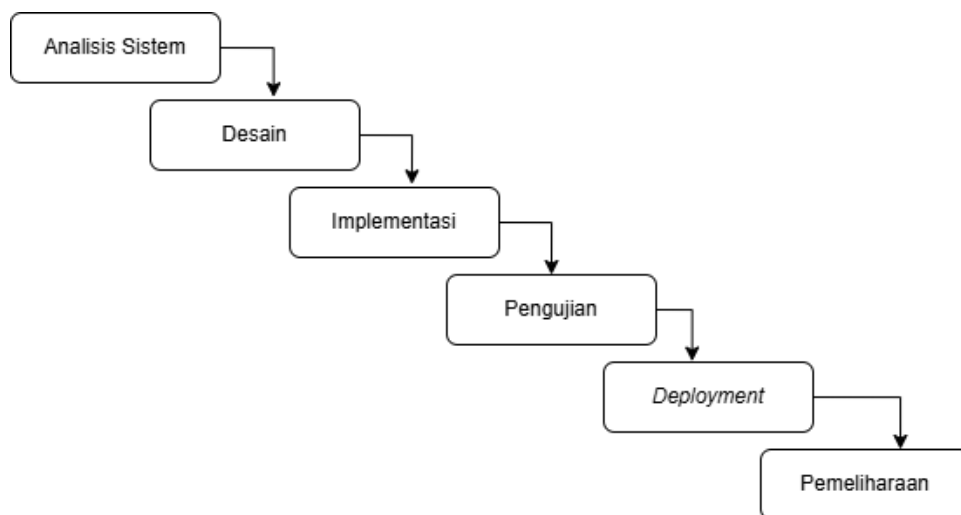 Analisis Sistem
Desain
Implementasi
Pengujian
Deployment
Pemeliharaan